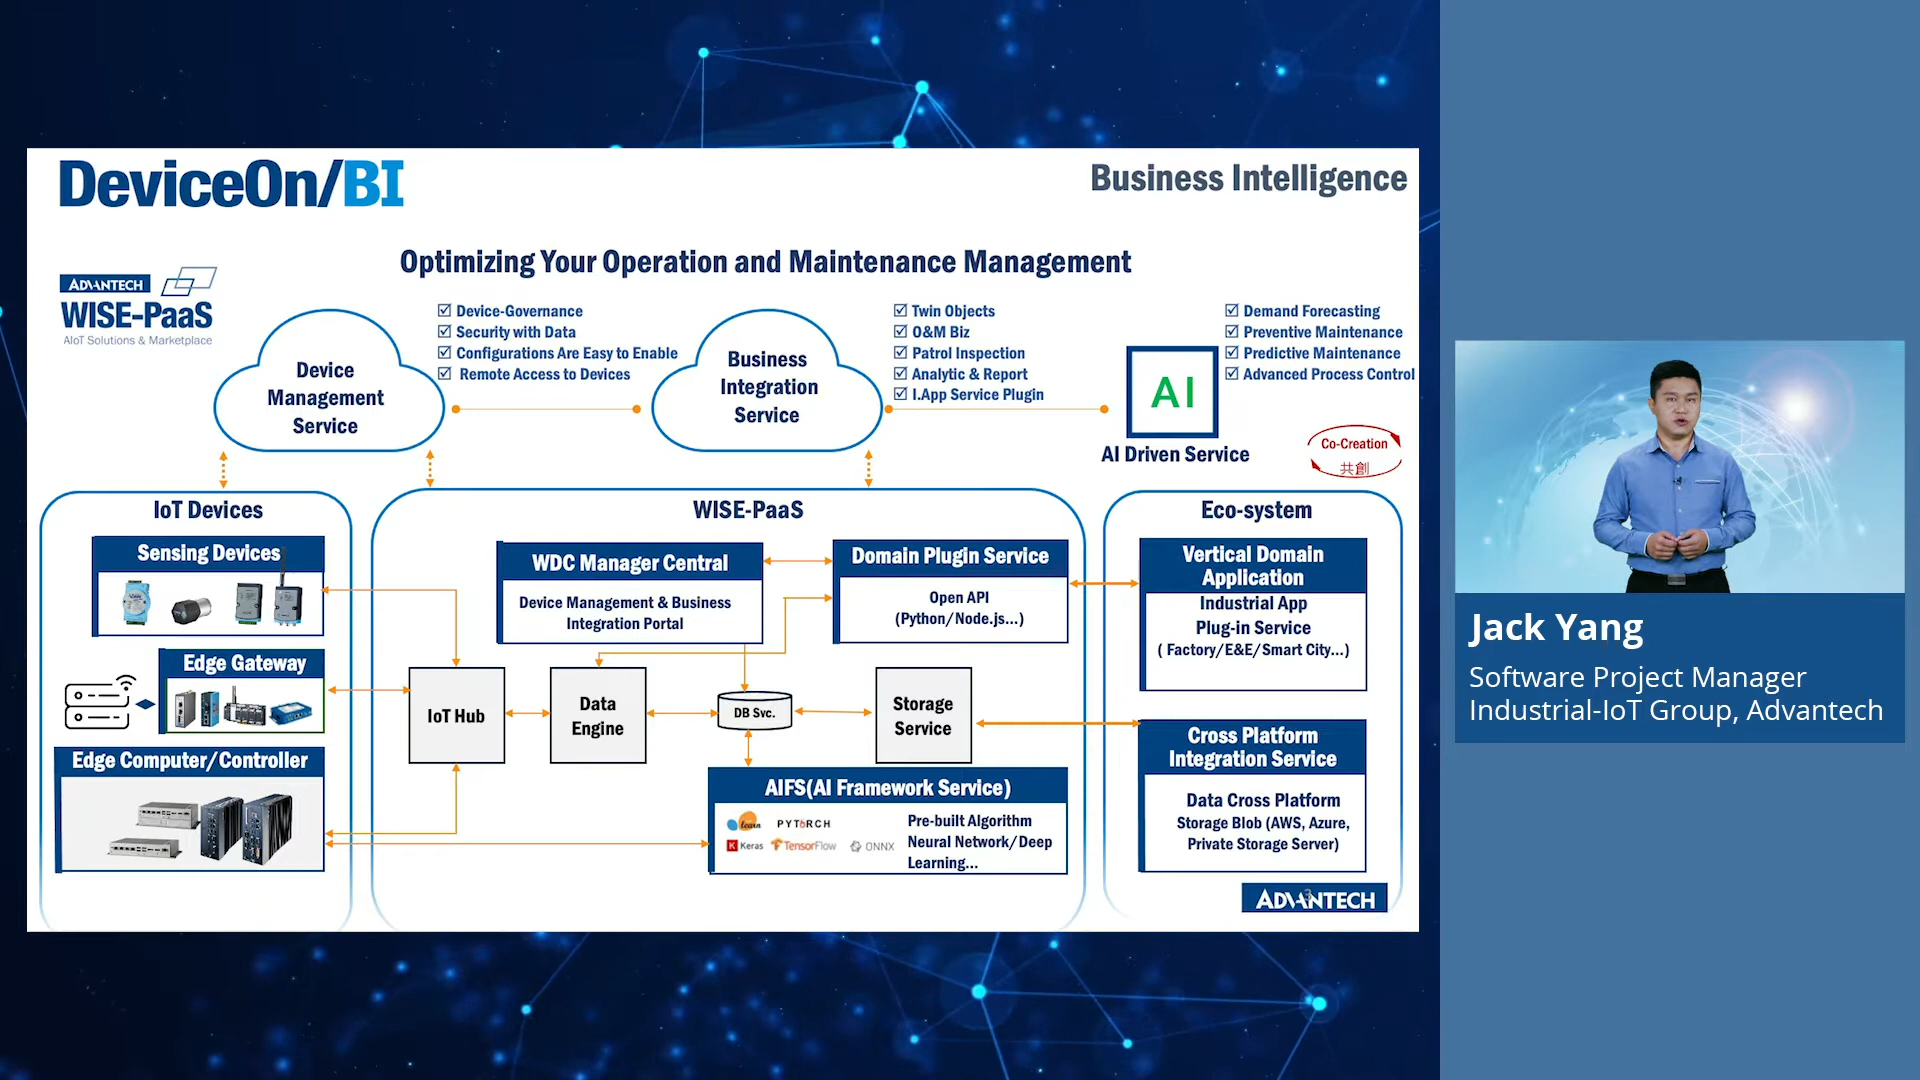 DeviceOn/BI
Business Intelligence
Optimizing Your Operation and Maintenance Management
ADVANTECH
WISE-PaaS
AIoT Solutions & Marketplace
Device
Management
Service
Device-Governance
Security with Data
Configurations Are Easy to Enable
Remote Access to Devices
Business
Integration
Service
Twin Objects
O&M Biz
Patrol Inspection
Analytic & Report
I.App Service Plugin
AI
AI Driven Service
Demand Forecasting
Preventive Maintenance
Predictive Maintenance
Advanced Process Control
Co-Creation
共創
IoT Devices
Sensing Devices
Edge Gateway
Edge Computer/Controller
WISE-PaaS
WDC Manager Central
Device Management & Business
Integration Portal
Domain Plugin Service
Open API
(Python/Node.js...)
IoT Hub
Data
Engine
DB Svc.
Storage
Service
AIFS(AI Framework Service)
learn
PYTORCH
Keras
TensorFlow
ONNX
Pre-built Algorithm
Neural Network/Deep
Learning...
Eco-system
Vertical Domain
Application
Industrial App
Plug-in Service
( Factory/E&E/Smart City...)
Cross Platform
Integration Service
Data Cross Platform
Storage Blob (AWS, Azure,
Private Storage Server)
ADVANTECH
3
Jack Yang
Software Project Manager
Industrial-IoT Group, Advantech